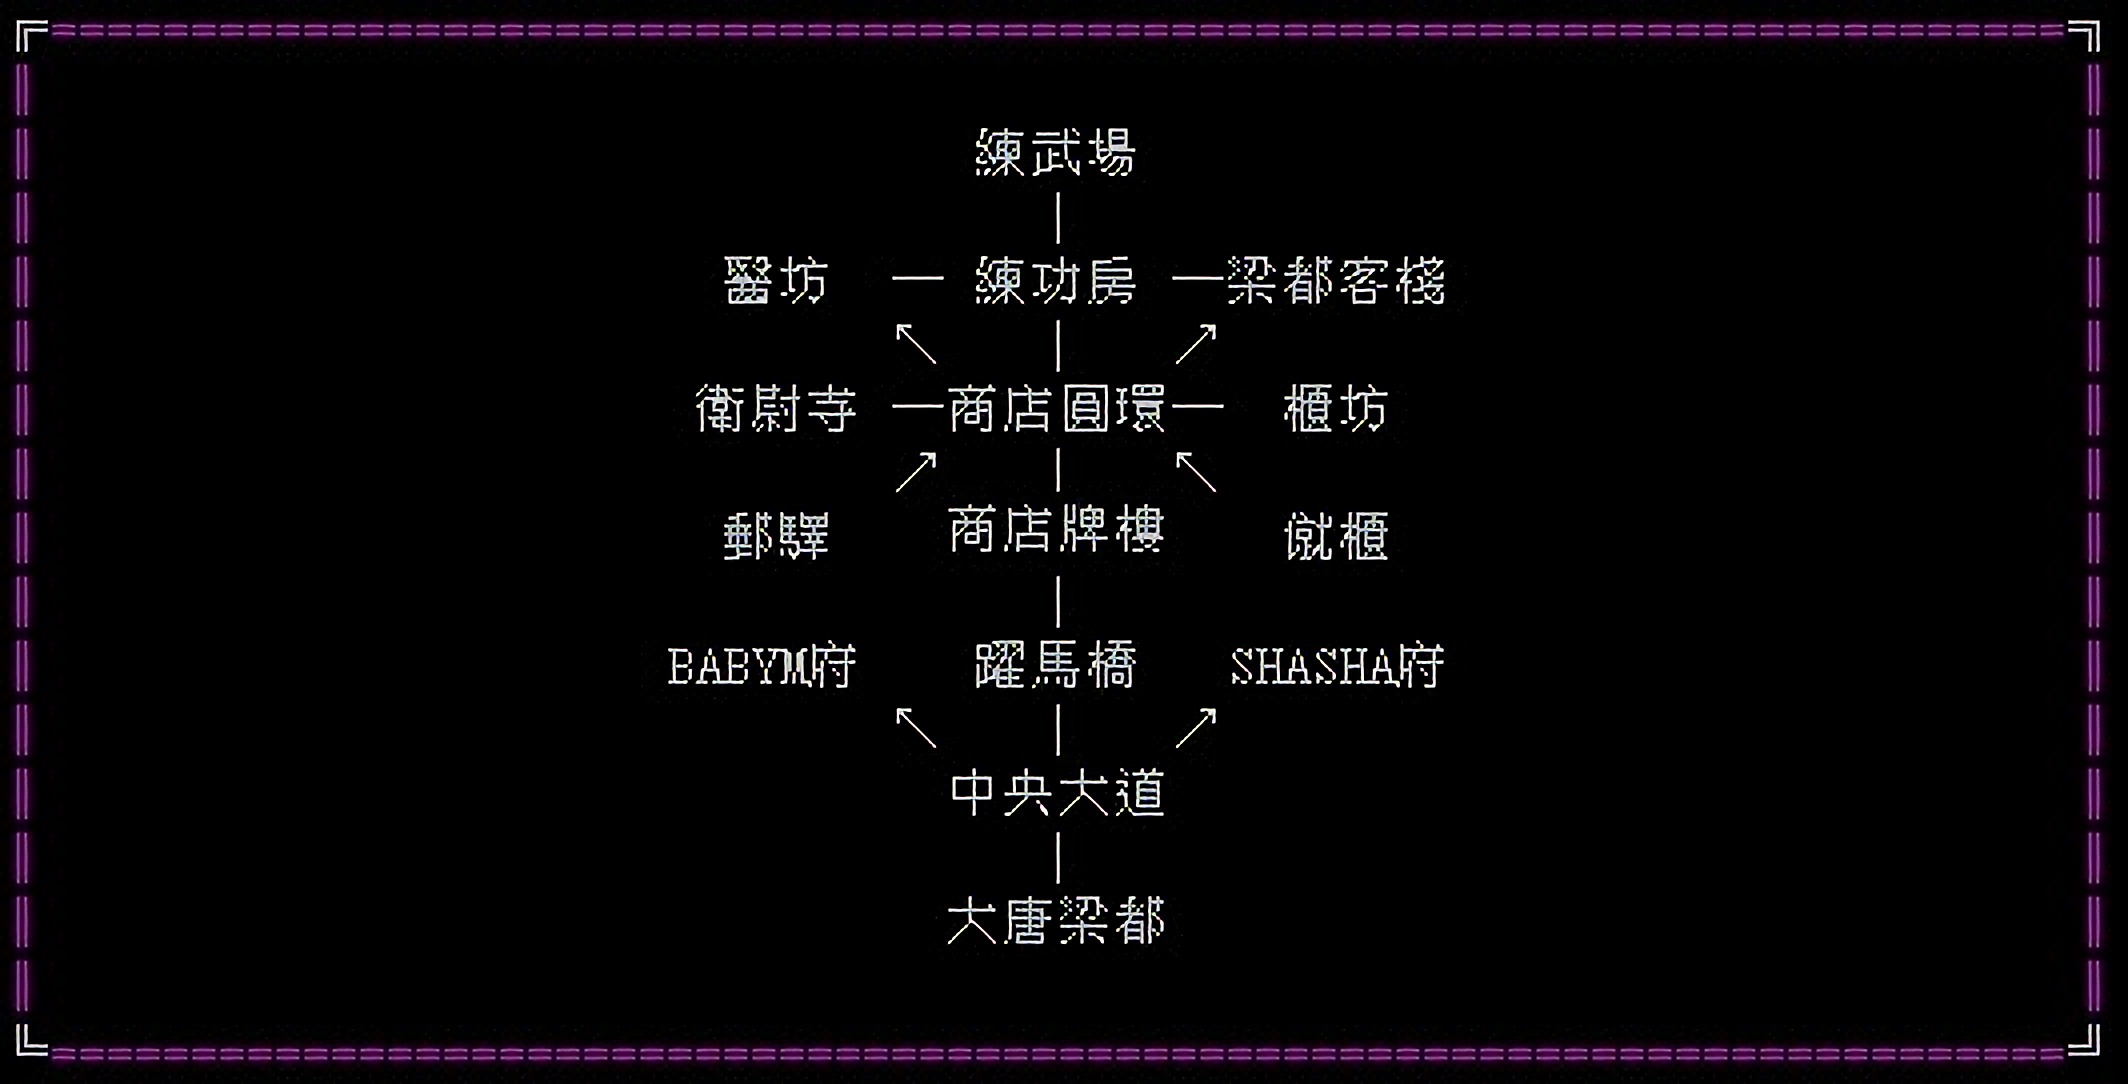 練武場
醫坊 — 練功房 —梁都客棧
衛尉寺 —商店圓環— 櫃坊
郵驛 商店牌樓 僦櫃
BABYM府 躍馬橋 SHASHA府
中央大道
大唐梁都